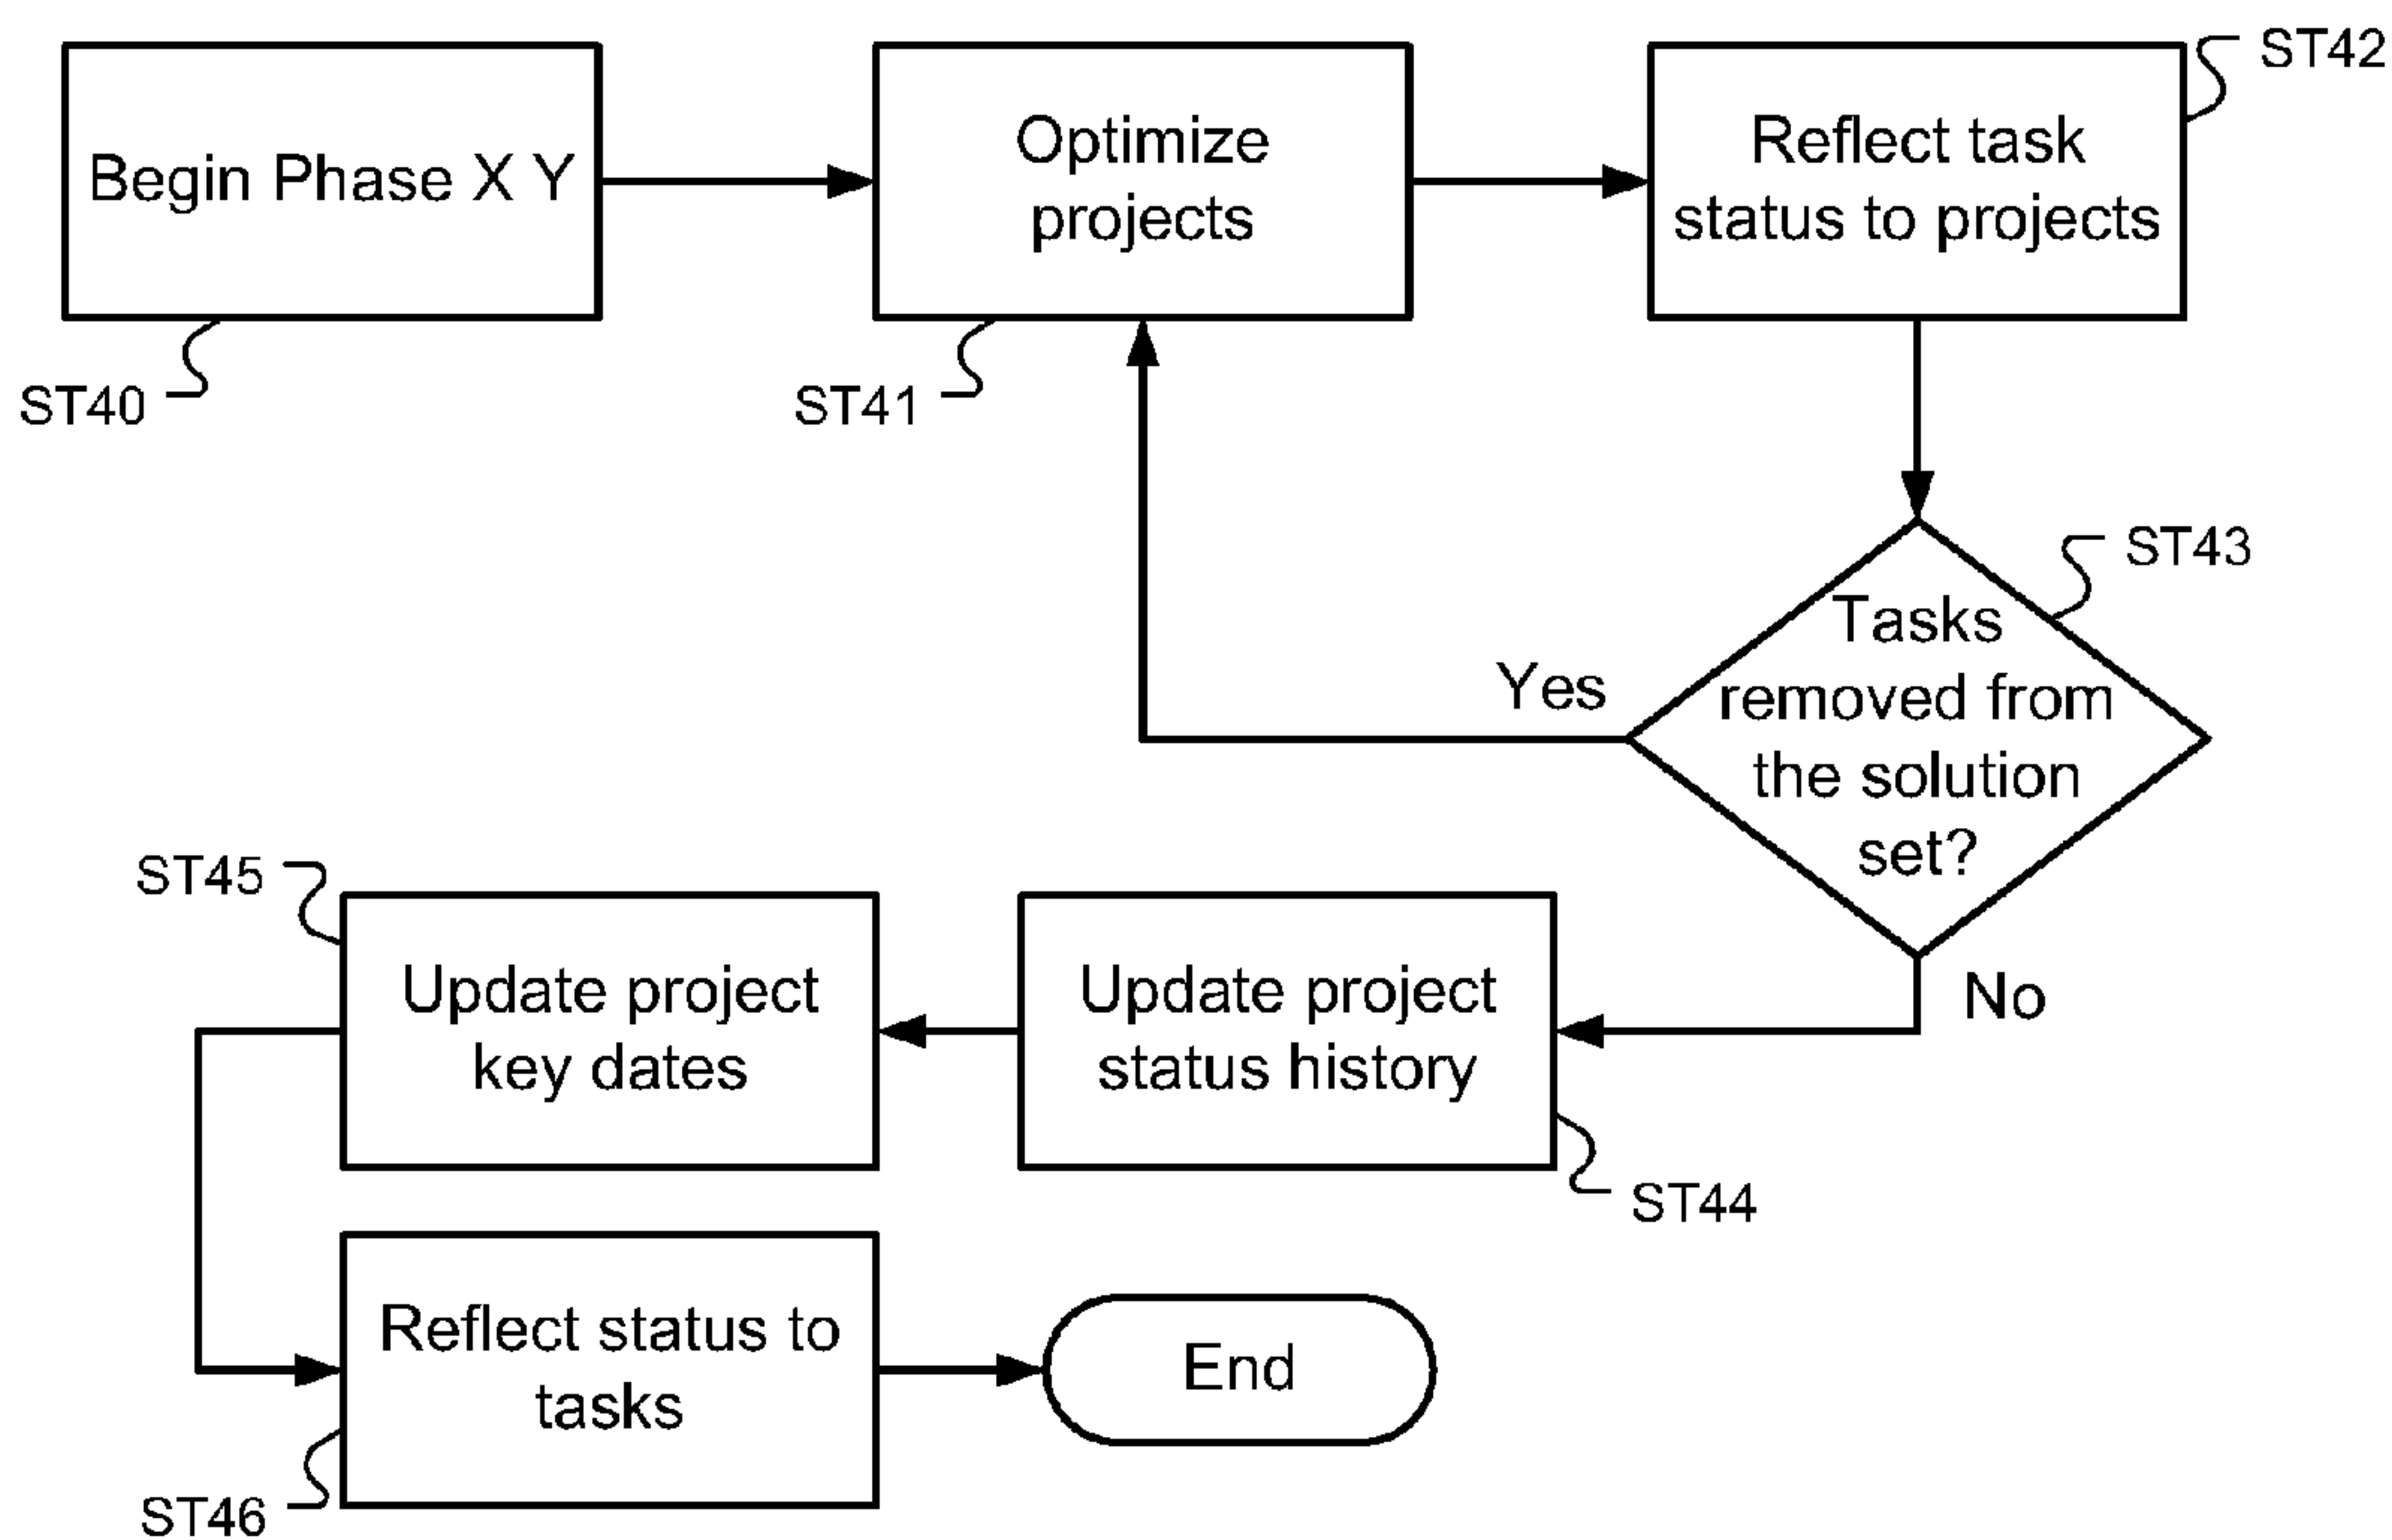 Begin Phase X Y
ST40
Optimize
projects
ST41
Reflect task
status to projects
ST42
Tasks
removed from
the solution
set?
ST43
Yes
No
Update project
status history
ST44
Update project
key dates
ST45
Reflect status to
tasks
ST46
End